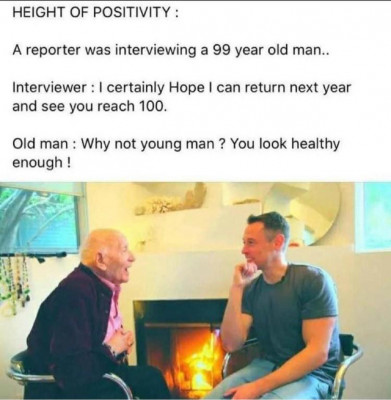 HEIGHT OF POSITIVITY :
A reporter was interviewing a 99 year old man..
Interviewer : I certainly Hope I can return next year
and see you reach 100.
Old man : Why not young man ? You look healthy
enough !